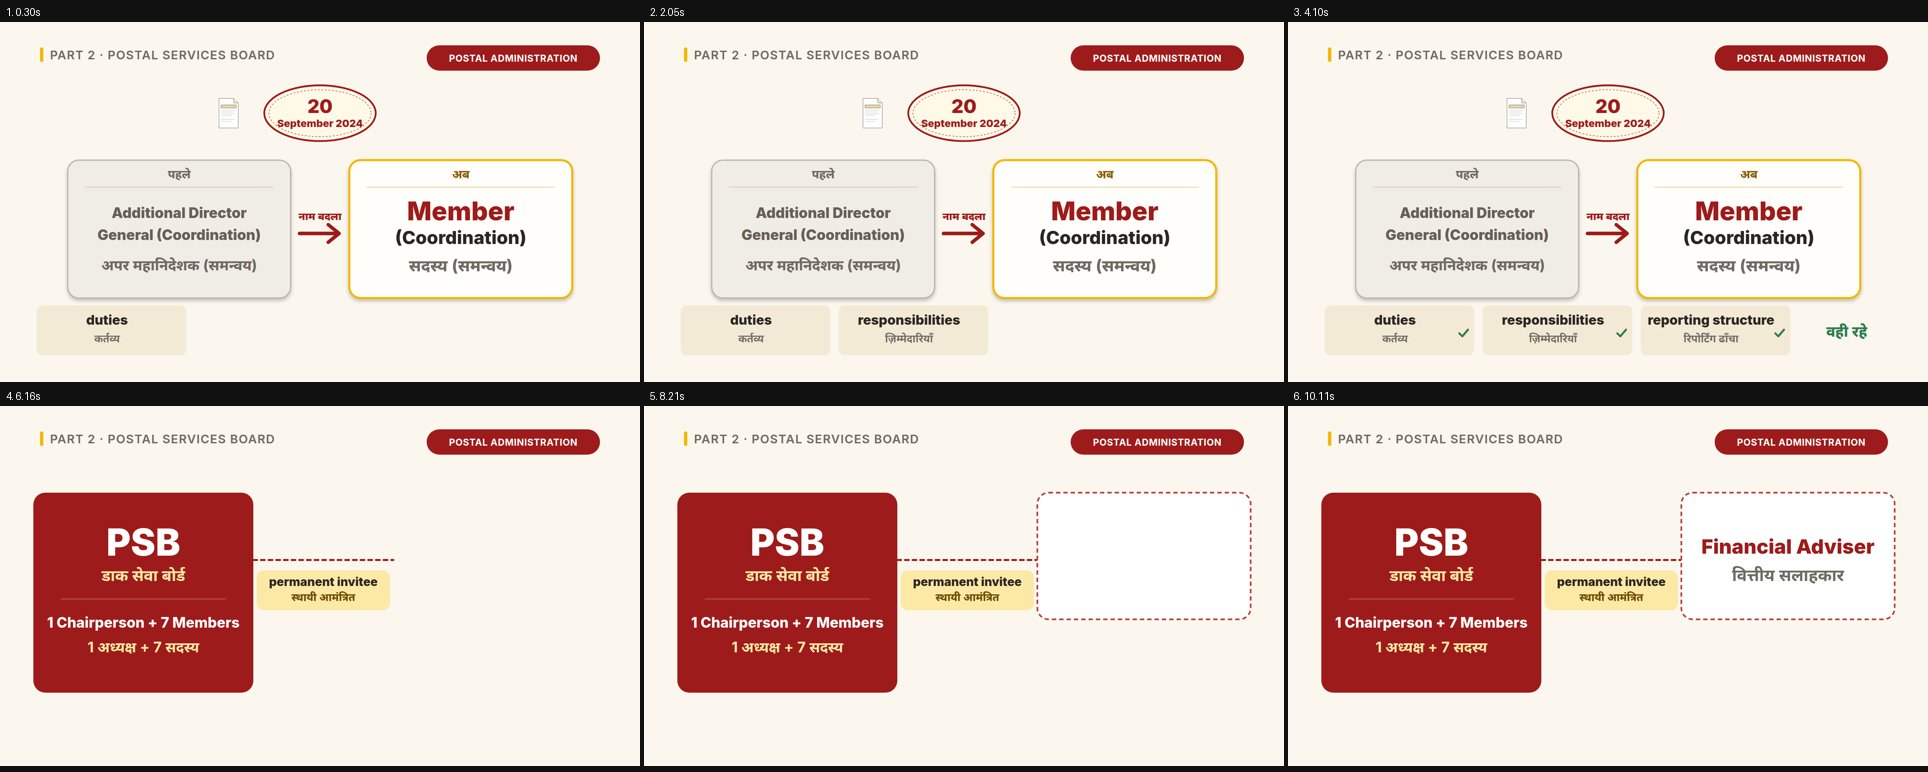 1. 0.30s
PART 2 · POSTAL SERVICES BOARD
POSTAL ADMINISTRATION
20
September 2024
पहले
Additional Director
General (Coordination)
अपर महानिदेशक (समन्वय)
नाम बदला
अब
Member
(Coordination)
सदस्य (समन्वय)
duties
कर्तव्य
2. 2.05s
PART 2 · POSTAL SERVICES BOARD
POSTAL ADMINISTRATION
20
September 2024
पहले
Additional Director
General (Coordination)
अपर महानिदेशक (समन्वय)
नाम बदला
अब
Member
(Coordination)
सदस्य (समन्वय)
duties
कर्तव्य
responsibilities
ज़िम्मेदारियाँ
3. 4.10s
PART 2 · POSTAL SERVICES BOARD
POSTAL ADMINISTRATION
20
September 2024
पहले
Additional Director
General (Coordination)
अपर महानिदेशक (समन्वय)
नाम बदला
अब
Member
(Coordination)
सदस्य (समन्वय)
duties
कर्तव्य
responsibilities
ज़िम्मेदारियाँ
reporting structure
रिपोर्टिंग ढाँचा
वही रहे
4. 6.16s
PART 2 · POSTAL SERVICES BOARD
POSTAL ADMINISTRATION
PSB
डाक सेवा बोर्ड
1 Chairperson + 7 Members
1 अध्यक्ष + 7 सदस्य
permanent invitee
स्थायी आमंत्रित
5. 8.21s
PART 2 · POSTAL SERVICES BOARD
POSTAL ADMINISTRATION
PSB
डाक सेवा बोर्ड
1 Chairperson + 7 Members
1 अध्यक्ष + 7 सदस्य
permanent invitee
स्थायी आमंत्रित
6. 10.11s
PART 2 · POSTAL SERVICES BOARD
POSTAL ADMINISTRATION
PSB
डाक सेवा बोर्ड
1 Chairperson + 7 Members
1 अध्यक्ष + 7 सदस्य
permanent invitee
स्थायी आमंत्रित
Financial Adviser
वित्तीय सलाहकार